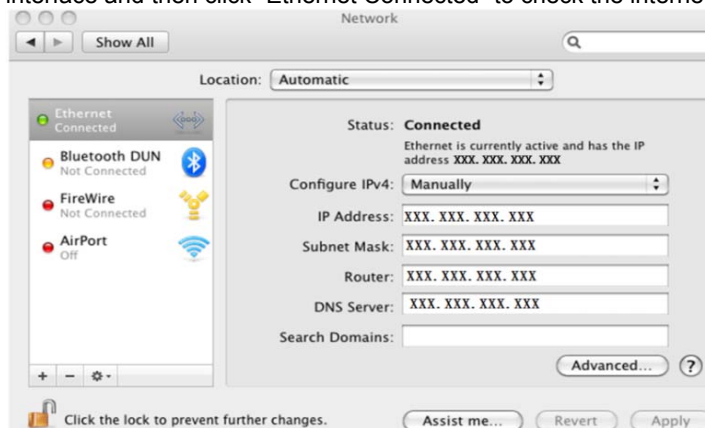 interface and then click "Ethernet Connected" to check the interne
Network
Show All
Location: Automatic
Ethernet
Connected
Bluetooth DUN
Not Connected
FireWire
Not Connected
AirPort
Off
Status: Connected
Ethernet is currently active and has the IP
address XXX. XXX. XXX. XXX
Configure IPv4: Manually
IP Address: XXX. XXX. XXX. XXX
Subnet Mask: XXX. XXX. XXX. XXX
Router: XXX. XXX. XXX. XXX
DNS Server: XXX. XXX. XXX. XXX
Search Domains:
Advanced... ?
+ -
Click the lock to prevent further changes.
Assist me... Revert Apply